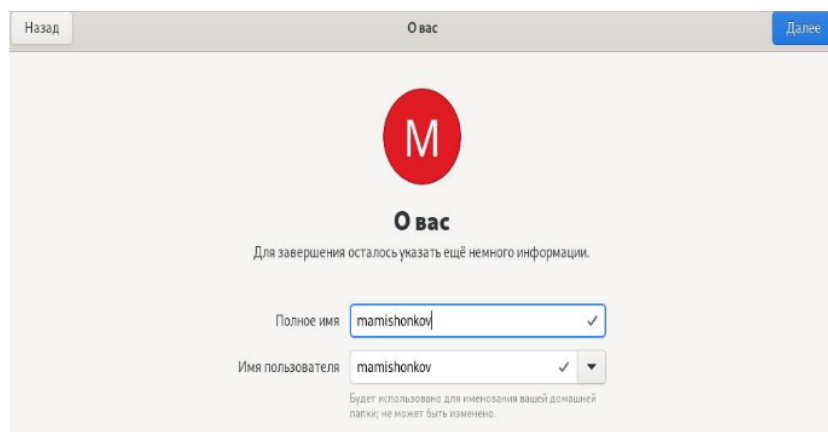 Назад О вас Далее
M
О вас
Для завершения осталось указать ещё немного информации.
Полное имя mamishonkov
Имя пользователя mamishonkov
Будет использовано для именования вашей домашней
папки; не может быть изменено.